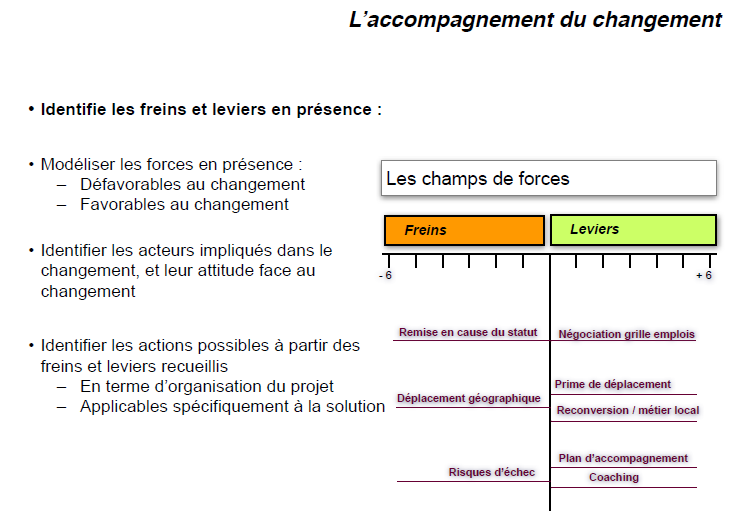 L'accompagnement du changement
• Identifie les freins et leviers en présence :
• Modéliser les forces en présence :
– Défavorables au changement
– Favorables au changement
• Identifier les acteurs impliqués dans le
changement, et leur attitude face au
changement
• Identifier les actions possibles à partir des
freins et leviers recueillis
– En terme d'organisation du projet
– Applicables spécifiquement à la solution
Les champs de forces
Freins
Leviers
- 6
+ 6
Remise en cause du statut
Négociation grille emplois
Déplacement géographique
Prime de déplacement
Reconversion / métier local
Risques d'échec
Plan d'accompagnement
Coaching